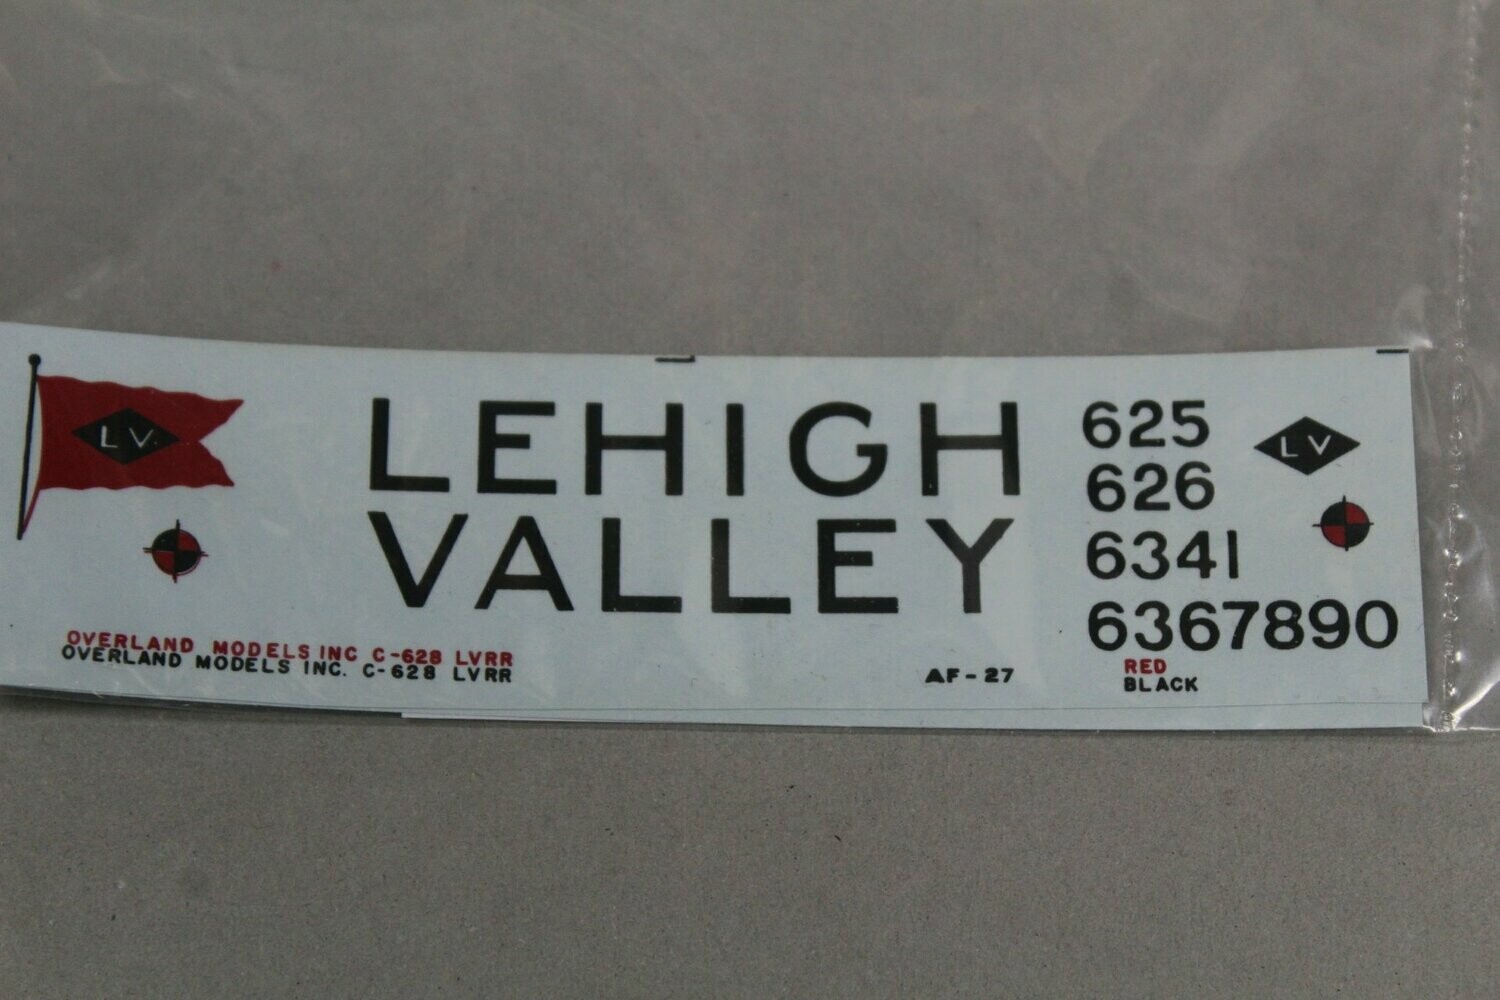 L V.
LEHIGH
VALLEY
625
626
6341
6367890
L V
OVERLAND MODELS INC C-628 LVRR
OVERLAND MODELS INC. C-628 LVRR
AF-27
RED
BLACK